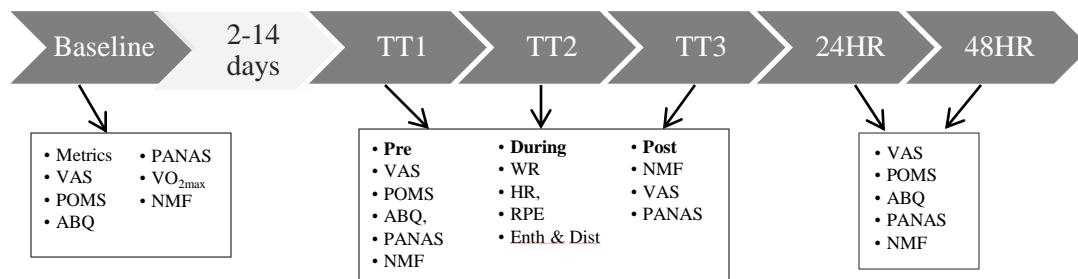 Baseline
2-14
days
TT1
TT2
TT3
24HR
48HR
• Metrics
• VAS
• POMS
• ABQ
• PANAS
• VO2max
• NMF
• Pre
• VAS
• POMS
• ABQ,
• PANAS
• NMF
• During
• WR
• HR,
• RPE
• Enth & Dist
• Post
• NMF
• VAS
• PANAS
• VAS
• POMS
• ABQ
• PANAS
• NMF